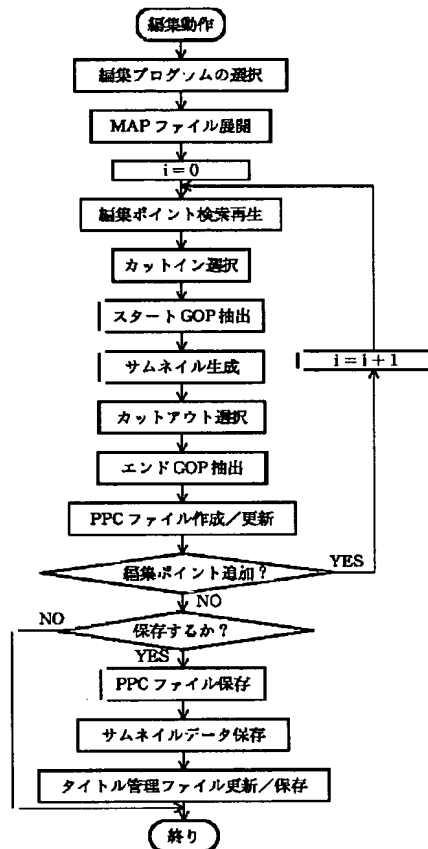 編集動作
編集プログラムの選択
MAPファイル展開
i=0
編集ポイント検索再生
カットイン選択
スタートGOP抽出
サムネイル生成
i=i+1
カットアウト選択
エンドGOP抽出
PPCファイル作成/更新
YES
編集ポイント追加?
NO
NO
保存するか?
YES
PPCファイル保存
サムネイルデータ保存
タイトル管理ファイル更新/保存
終り